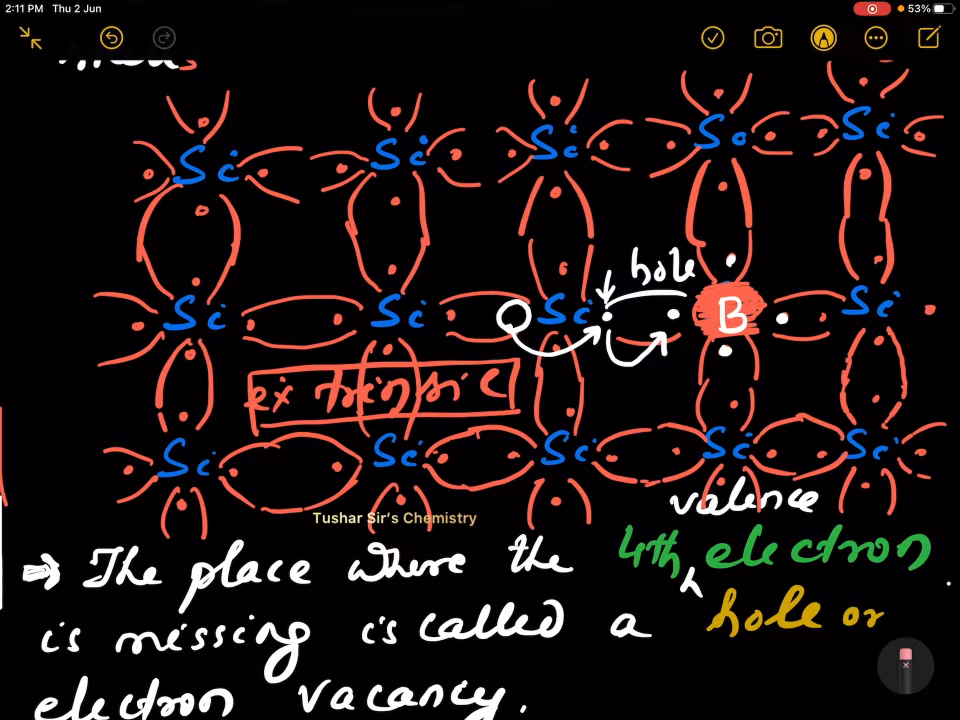 2:11 PM Thu 2 Jun 53%
Si Si Si Si Si
hole
Si Si Si B Si
extrinsic
Si Si Si Si Si
Tushar Sir's Chemistry
valence
⇒ The place where the 4th electron
is missing is called a hole or
electron vacancy.